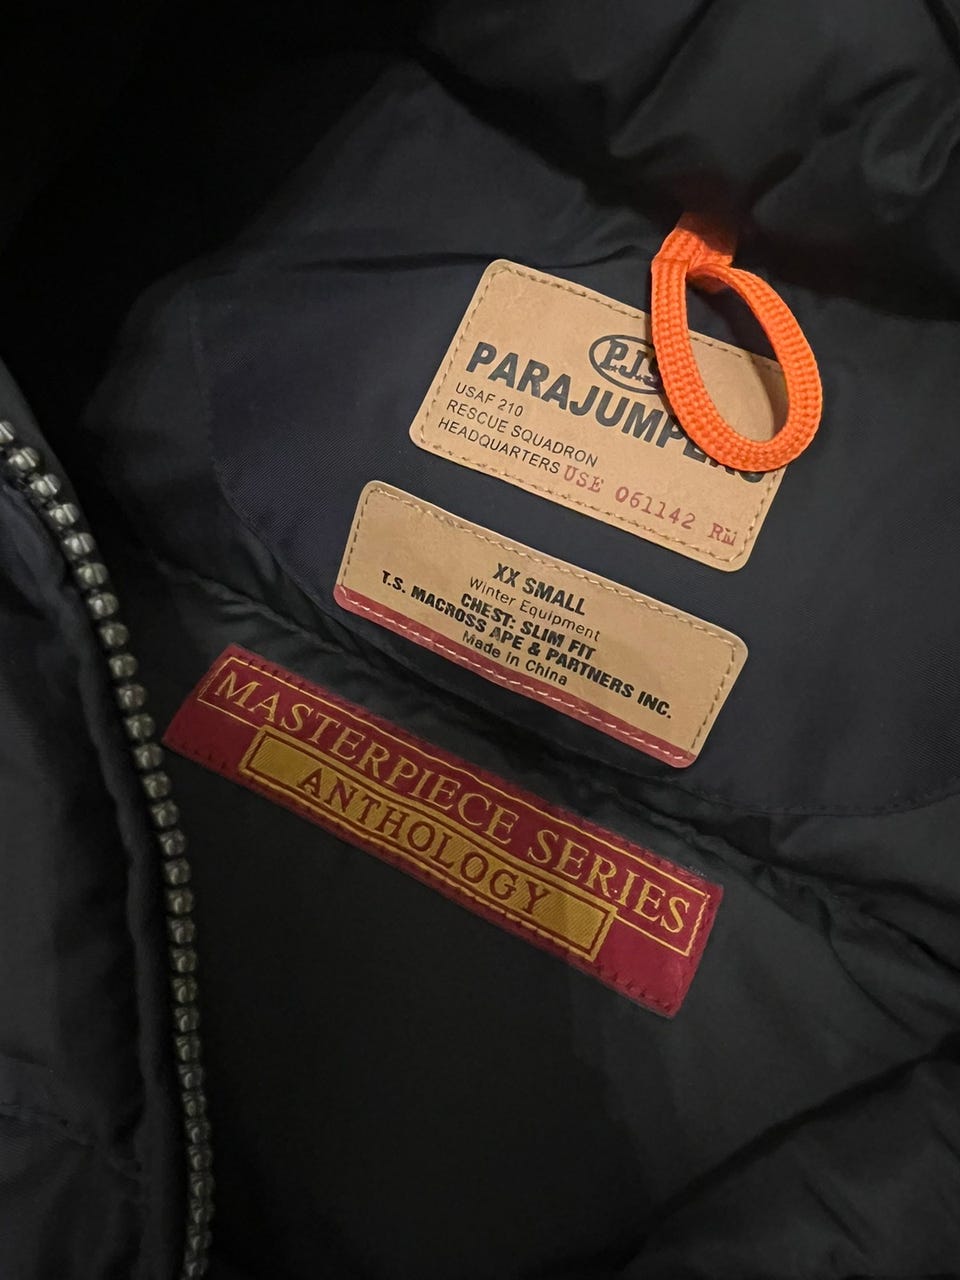 P.J.S
PARAJUMPERS
USAF 210
RESCUE SQUADRON
HEADQUARTERS USE 061142 RM
XX SMALL
Winter Equipment
CHEST: SLIM FIT
T.S. MACROSS APE & PARTNERS INC.
Made in China
MASTERPIECE SERIES
ANTHOLOGY